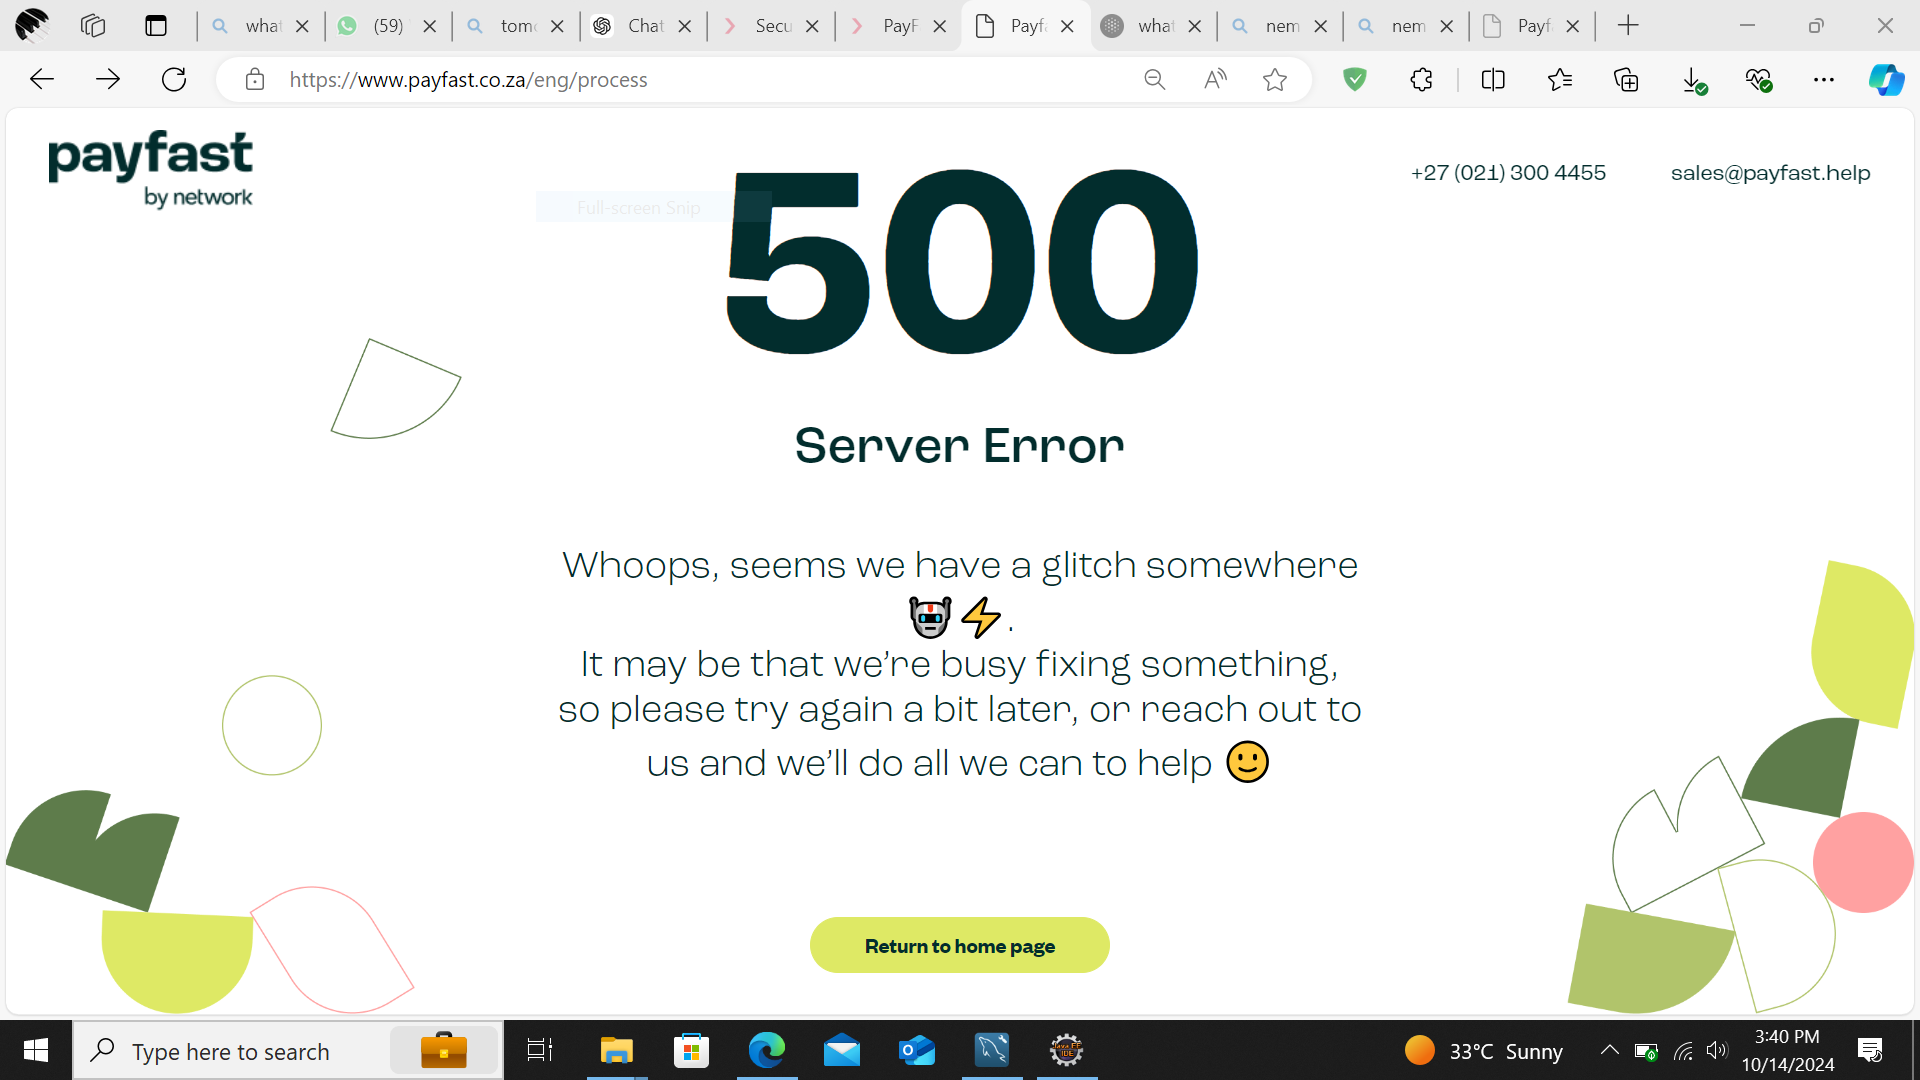 what
(59)
tom
Chat
Secu
PayF
Payfa
what
nem
nem
Payf
https://www.payfast.co.za/eng/process
payfast
by network
+27 (021) 300 4455
sales@payfast.help
Full-screen Snip
500
Server Error
Whoops, seems we have a glitch somewhere
🤖⚡.
It may be that we're busy fixing something,
so please try again a bit later, or reach out to
us and we'll do all we can to help 🙂
Return to home page
Type here to search
33°C Sunny
3:40 PM
10/14/2024